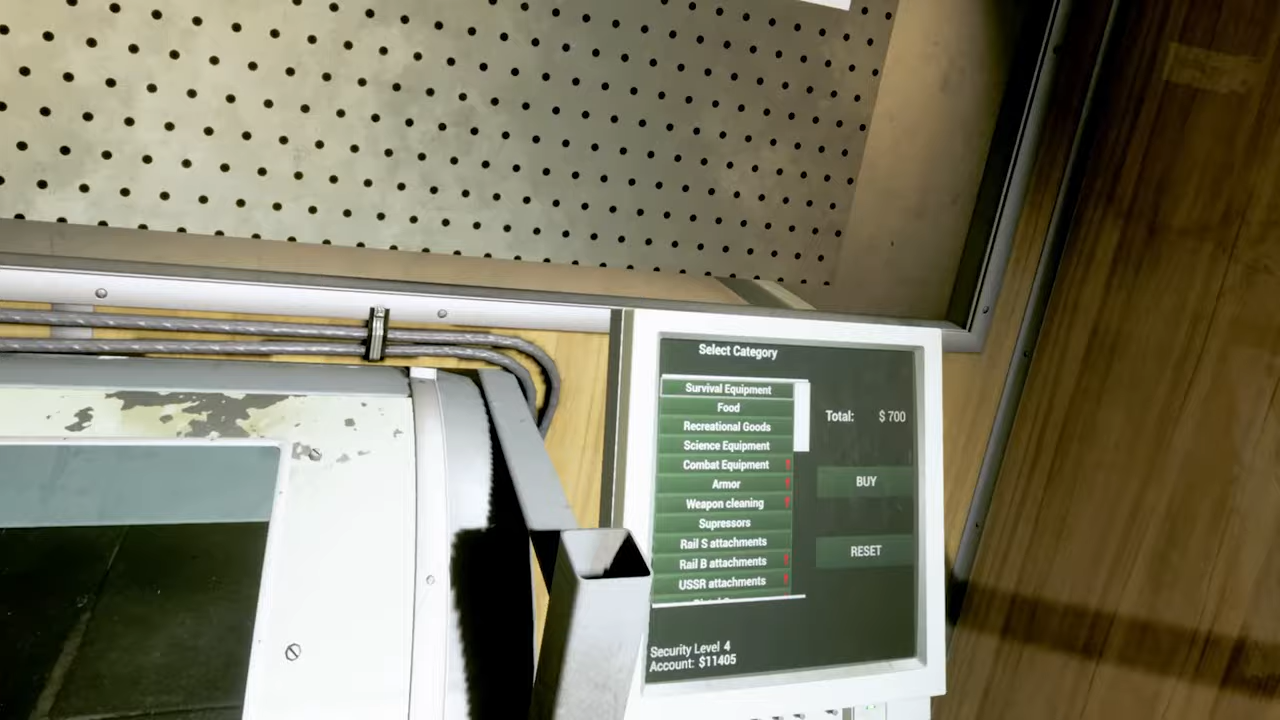 Select Category
Survival Equipment
Food
Recreational Goods
Science Equipment
Combat Equipment
Armor
Weapon cleaning
Supressors
Rail S attachments
Rail B attachments
USSR attachments
Total: $ 700
BUY
RESET
Security Level 4
Account: $11405